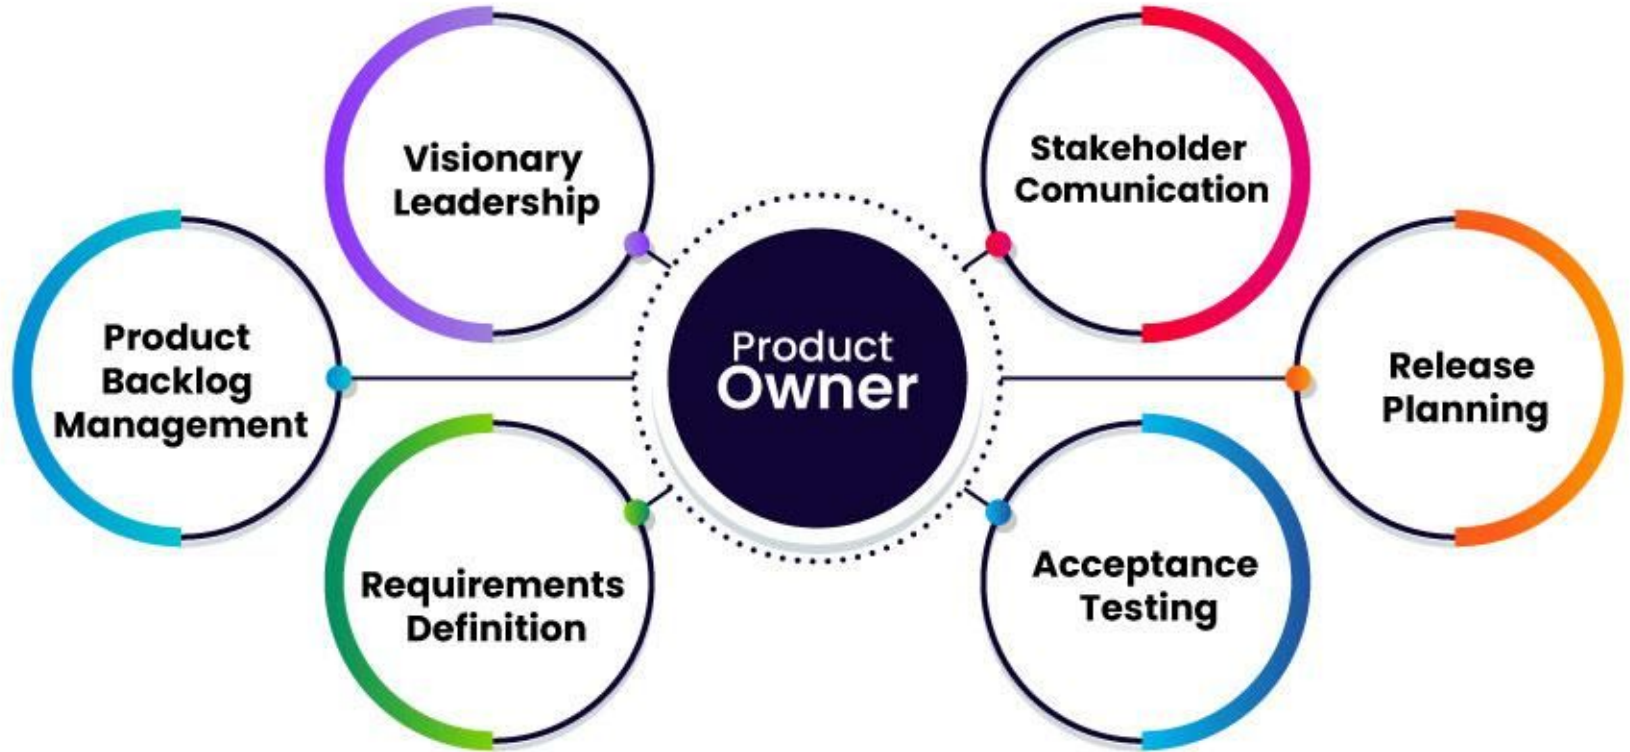 Visionary
Leadership
Stakeholder
Comunication
Product
Backlog
Management
Product
Owner
Release
Planning
Requirements
Definition
Acceptance
Testing